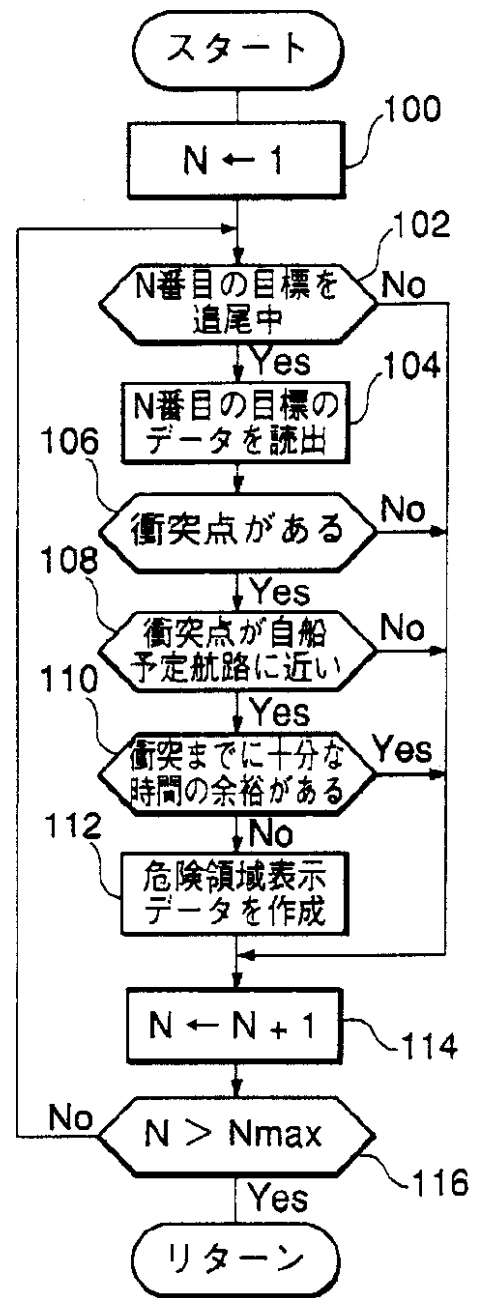 スタート
100
N ← 1
102
N番目の目標を
追尾中
No
Yes
104
N番目の目標の
データを読出
106
衝突点がある
No
Yes
108
衝突点が自船
予定航路に近い
No
Yes
110
衝突までに十分な
時間の余裕がある
Yes
No
112
危険領域表示
データを作成
N ← N + 1
114
No
N > Nmax
116
Yes
リターン